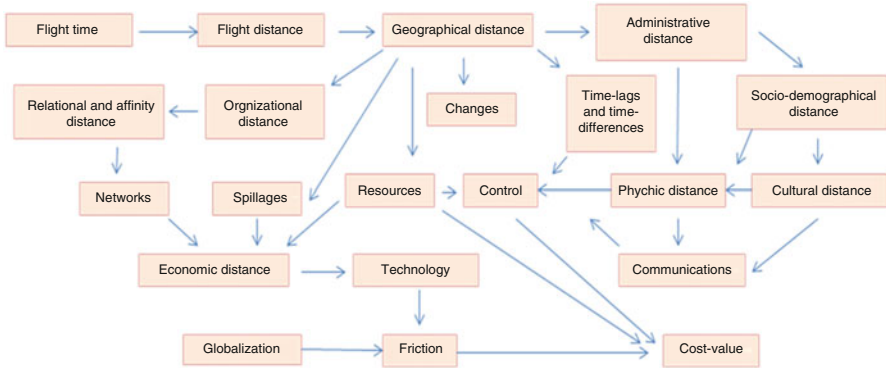 Flight time
Flight distance
Geographical distance
Administrative
distance
Relational and affinity
distance
Orgnizational
distance
Changes
Time-lags
and time-
differences
Socio-demographical
distance
Networks
Spillages
Resources
Control
Phychic distance
Cultural distance
Economic distance
Technology
Communications
Globalization
Friction
Cost-value